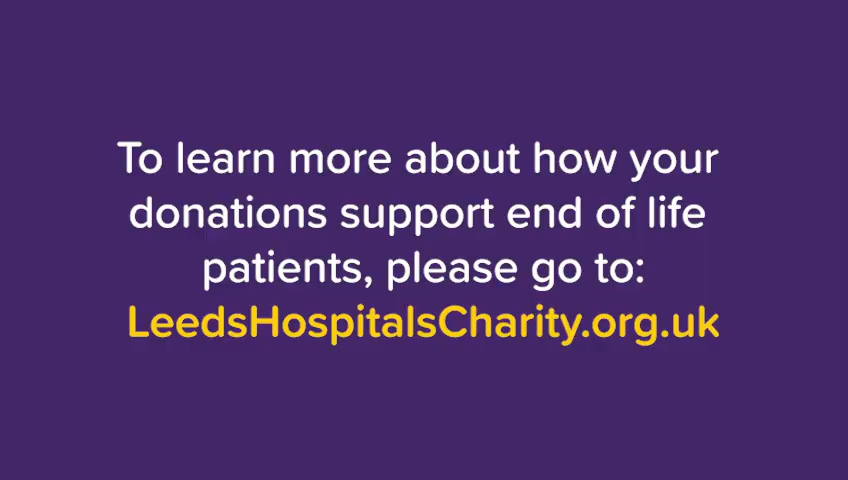 To learn more about how your
donations support end of life
patients, please go to:
LeedsHospitalsCharity.org.uk